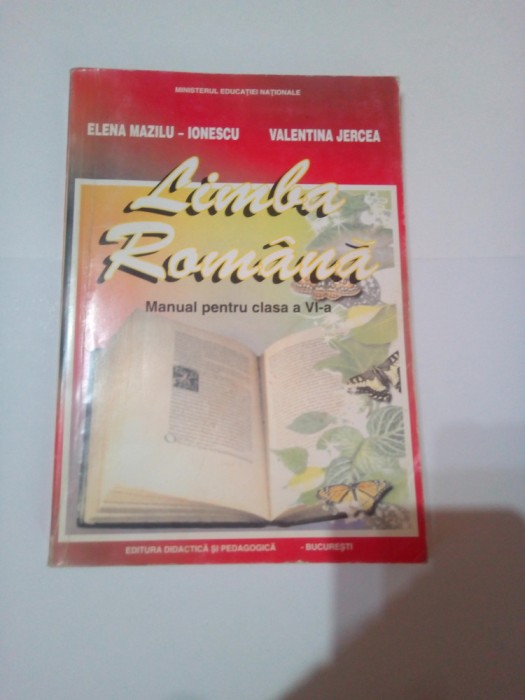 MINISTERUL EDUCAȚIEI NAȚIONALE
ELENA MAZILU - IONESCU VALENTINA JERCEA
Limba
Română
Manual pentru clasa a VI-a
EDITURA DIDACTICĂ ȘI PEDAGOGICĂ - BUCUREȘTI